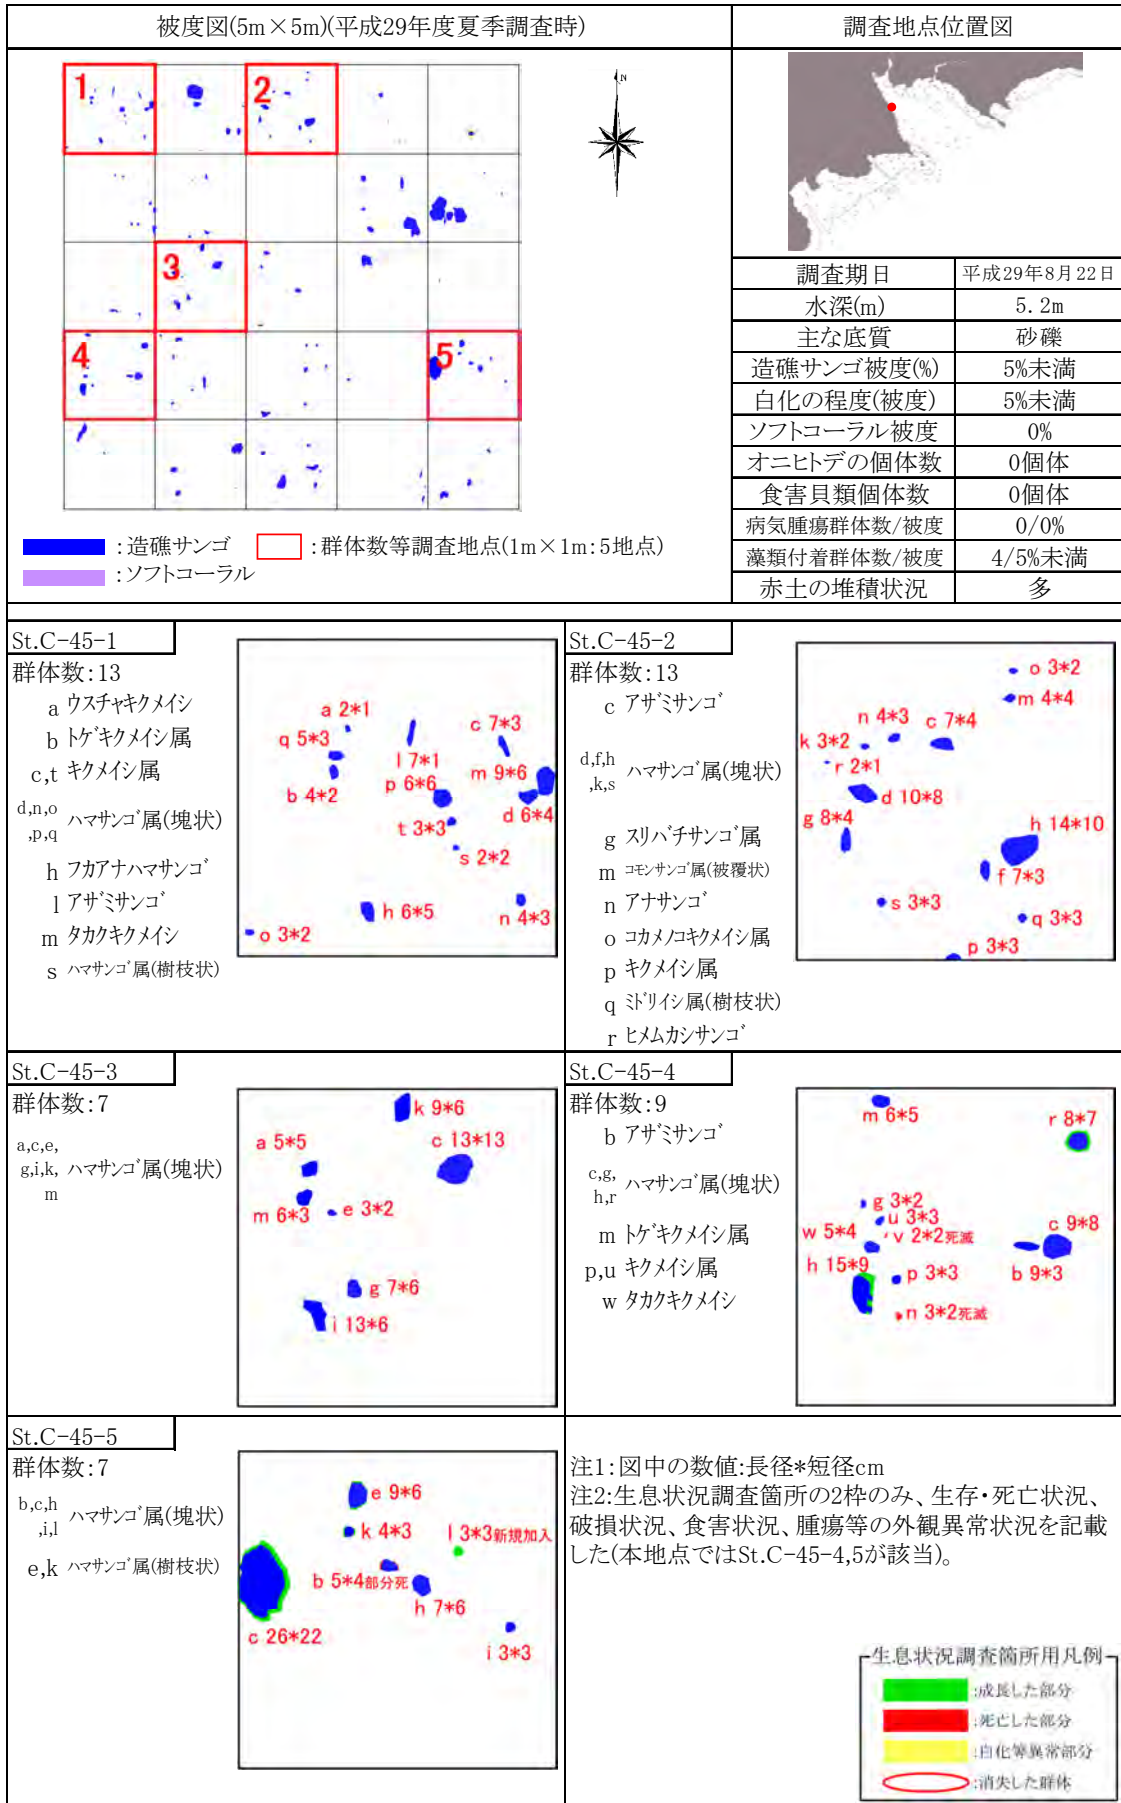 被度図(5m×5m)(平成29年度夏季調査時)
調査地点位置図
1
2
3
4
5
N
:造礁サンゴ
:群体数等調査地点(1m×1m:5地点)
:ソフトコーラル
調査期日 平成29年8月22日
水深(m) 5.2m
主な底質 砂礫
造礁サンゴ被度(%) 5%未満
白化の程度(被度) 5%未満
ソフトコーラル被度 0%
オニヒトデの個体数 0個体
食害貝類個体数 0個体
病気腫瘍群体数/被度 0/0%
藻類付着群体数/被度 4/5%未満
赤土の堆積状況 多
St.C-45-1
群体数:13
a ウスチャキクメイシ
b トゲキクメイシ属
c,t キクメイシ属
d,n,o
,p,q ハマサンゴ属(塊状)
h フカアナハマサンゴ
l アザミサンゴ
m タカクキクメイシ
s ハマサンゴ属(樹枝状)
a 2*1
q 5*3
c 7*3
l 7*1
m 9*6
b 4*2
p 6*6
d 6*4
t 3*3
s 2*2
h 6*5
n 4*3
o 3*2
St.C-45-2
群体数:13
c アザミサンゴ
d,f,h
,k,s ハマサンゴ属(塊状)
g スリバチサンゴ属
m コモンサンゴ属(被覆状)
n アナサンゴ
o コカメノコキクメイシ属
p キクメイシ属
q ミドリイシ属(樹枝状)
r ヒメムカシサンゴ
o 3*2
m 4*4
n 4*3
c 7*4
k 3*2
r 2*1
d 10*8
g 8*4
h 14*10
f 7*3
s 3*3
q 3*3
p 3*3
St.C-45-3
群体数:7
a,c,e,
g,i,k, ハマサンゴ属(塊状)
m
k 9*6
a 5*5
c 13*13
m 6*3
e 3*2
g 7*6
i 13*6
St.C-45-4
群体数:9
b アザミサンゴ
c,g,
h,r ハマサンゴ属(塊状)
m トゲキクメイシ属
p,u キクメイシ属
w タカクキクメイシ
m 6*5
r 8*7
g 3*2
u 3*3
w 5*4
v 2*2死滅
c 9*8
h 15*9
p 3*3
b 9*3
n 3*2死滅
St.C-45-5
群体数:7
b,c,h
,i,l ハマサンゴ属(塊状)
e,k ハマサンゴ属(樹枝状)
e 9*6
k 4*3
l 3*3新規加入
b 5*4部分死
h 7*6
c 26*22
i 3*3
注1:図中の数値:長径*短径cm
注2:生息状況調査箇所の2枠のみ、生存・死亡状況、
破損状況、食害状況、腫瘍等の外観異常状況を記載
した(本地点ではSt.C-45-4,5が該当)。
生息状況調査箇所用凡例
:成長した部分
:死亡した部分
:白化等異常部分
:消失した群体